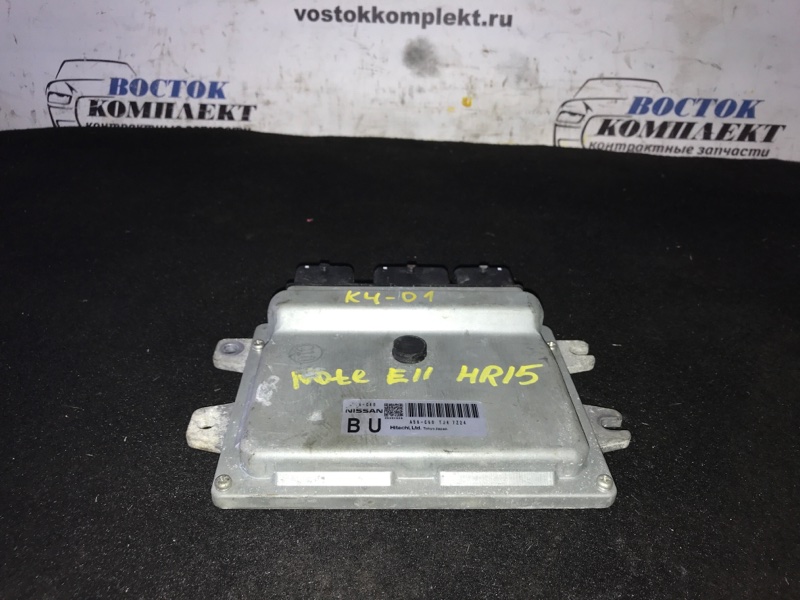 vostokkomplekt.ru
ВОСТОК
КОМПЛЕКТ
контрактные запчасти
ВОСТОК
КОМПЛЕКТ
контрактные запчасти
K4-01
Note E11 HR15
NISSAN
BU
Hitachi, Ltd.